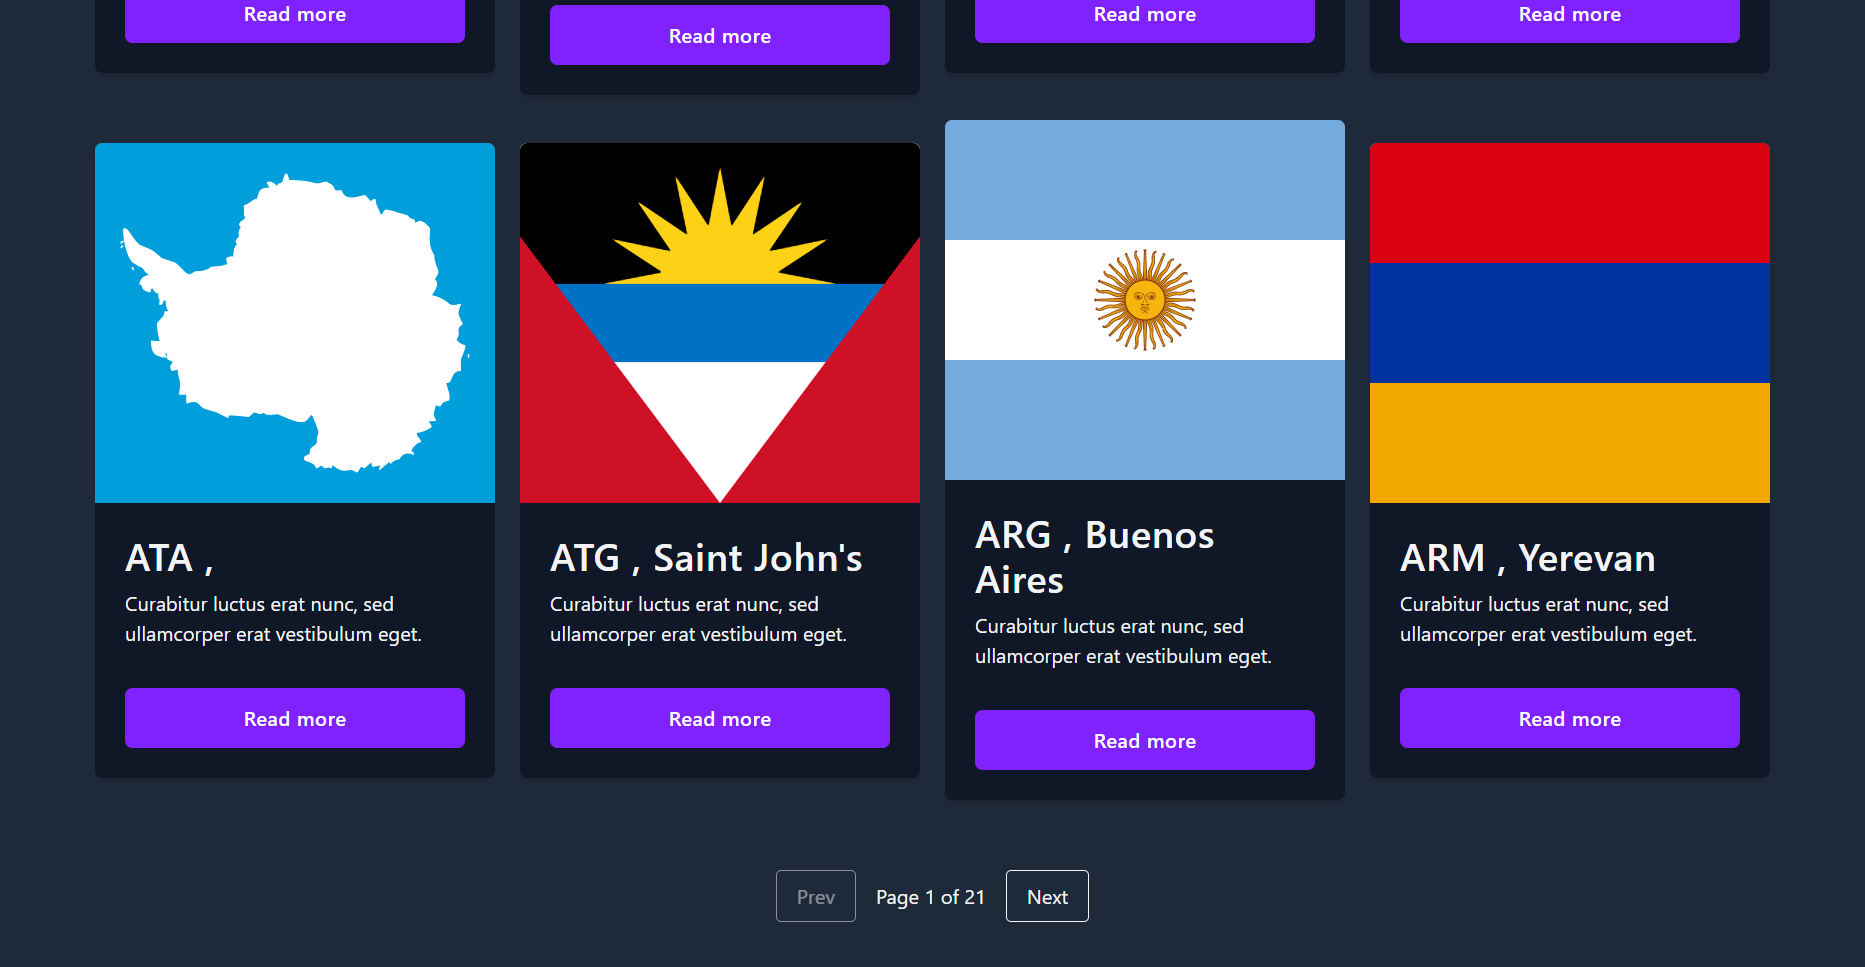 Read more
Read more
Read more
Read more
ATA ,
Curabitur luctus erat nunc, sed
ullamcorper erat vestibulum eget.
Read more
ATG , Saint John's
Curabitur luctus erat nunc, sed
ullamcorper erat vestibulum eget.
Read more
ARG , Buenos
Aires
Curabitur luctus erat nunc, sed
ullamcorper erat vestibulum eget.
Read more
ARM , Yerevan
Curabitur luctus erat nunc, sed
ullamcorper erat vestibulum eget.
Read more
Prev Page 1 of 21 Next